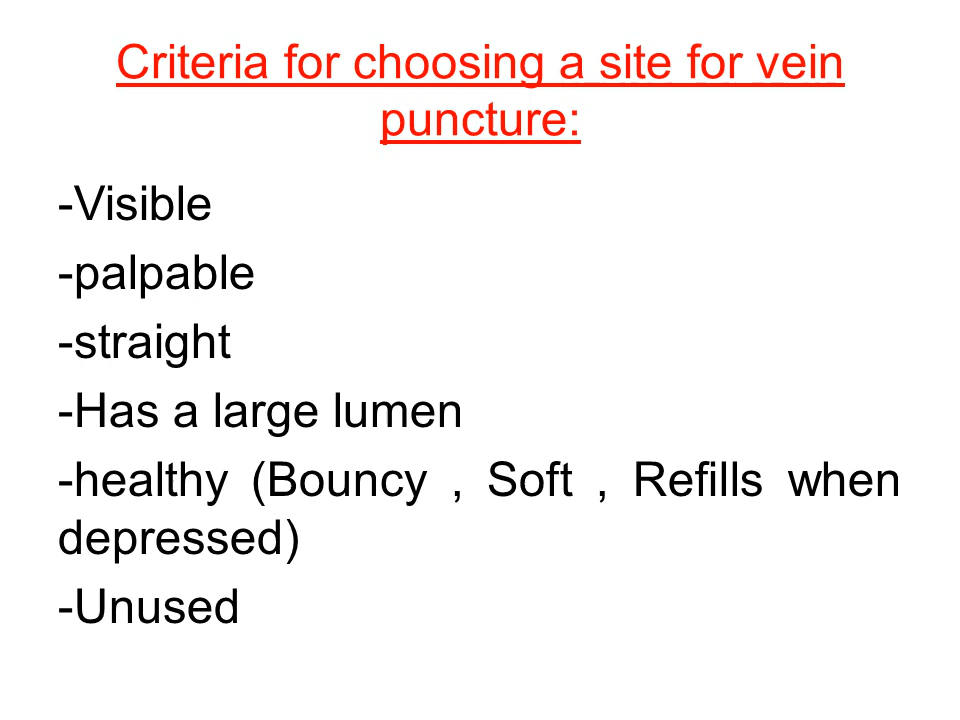 Criteria for choosing a site for vein
puncture:
-Visible
-palpable
-straight
-Has a large lumen
-healthy (Bouncy , Soft , Refills when
depressed)
-Unused